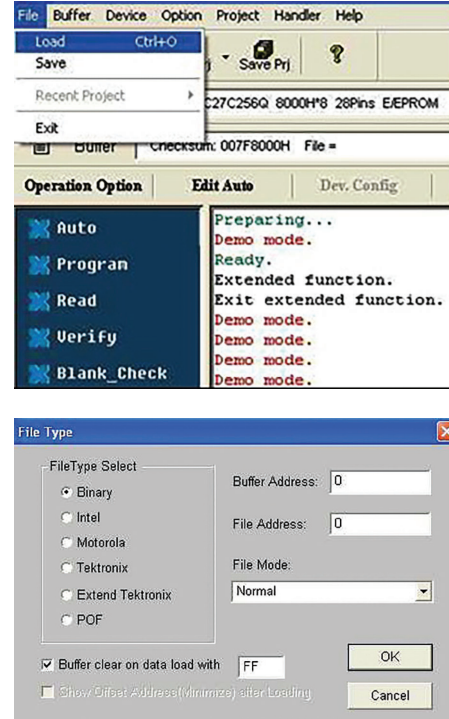 File Buffer Device Option Project Handler Help
Load Ctrl+O
Save
Save Prj
?
Recent Project
C27C256Q 8000H*8 28Pins E/EPROM
Exit
Buffer Checksum: 007F8000H File =
Operation Option Edit Auto Dev. Config
Auto
Program
Read
Verify
Blank_Check
Preparing...
Demo mode.
Ready.
Extended function.
Exit extended function.
Demo mode.
Demo mode.
Demo mode.
Demo mode.
File Type
FileType Select
Binary
Intel
Motorola
Tektronix
Extend Tektronix
POF
Buffer Address: 0
File Address: 0
File Mode:
Normal
Buffer clear on data load with FF
Show Offset Address(Minimize) after Loading
OK
Cancel